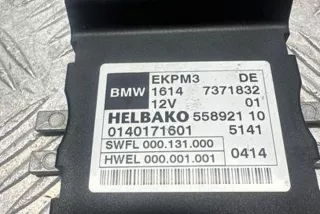 EKPM3 DE
BMW 1614 7371832
12V 01
HELBAKO 558921 10
0140171601 5141
SWFL 000.131.000
HWEL 000.001.001 0414